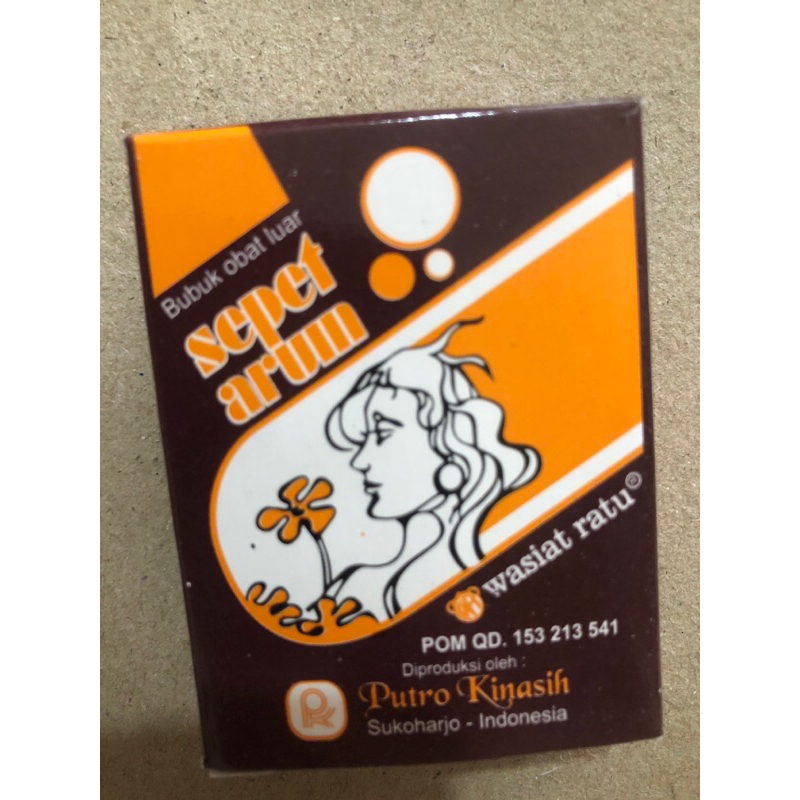 Bubuk obat luar
sepet
arum
wasiat ratu®
POM QD. 153 213 541
Diproduksi oleh :
Putro Kinasih
Sukoharjo - Indonesia